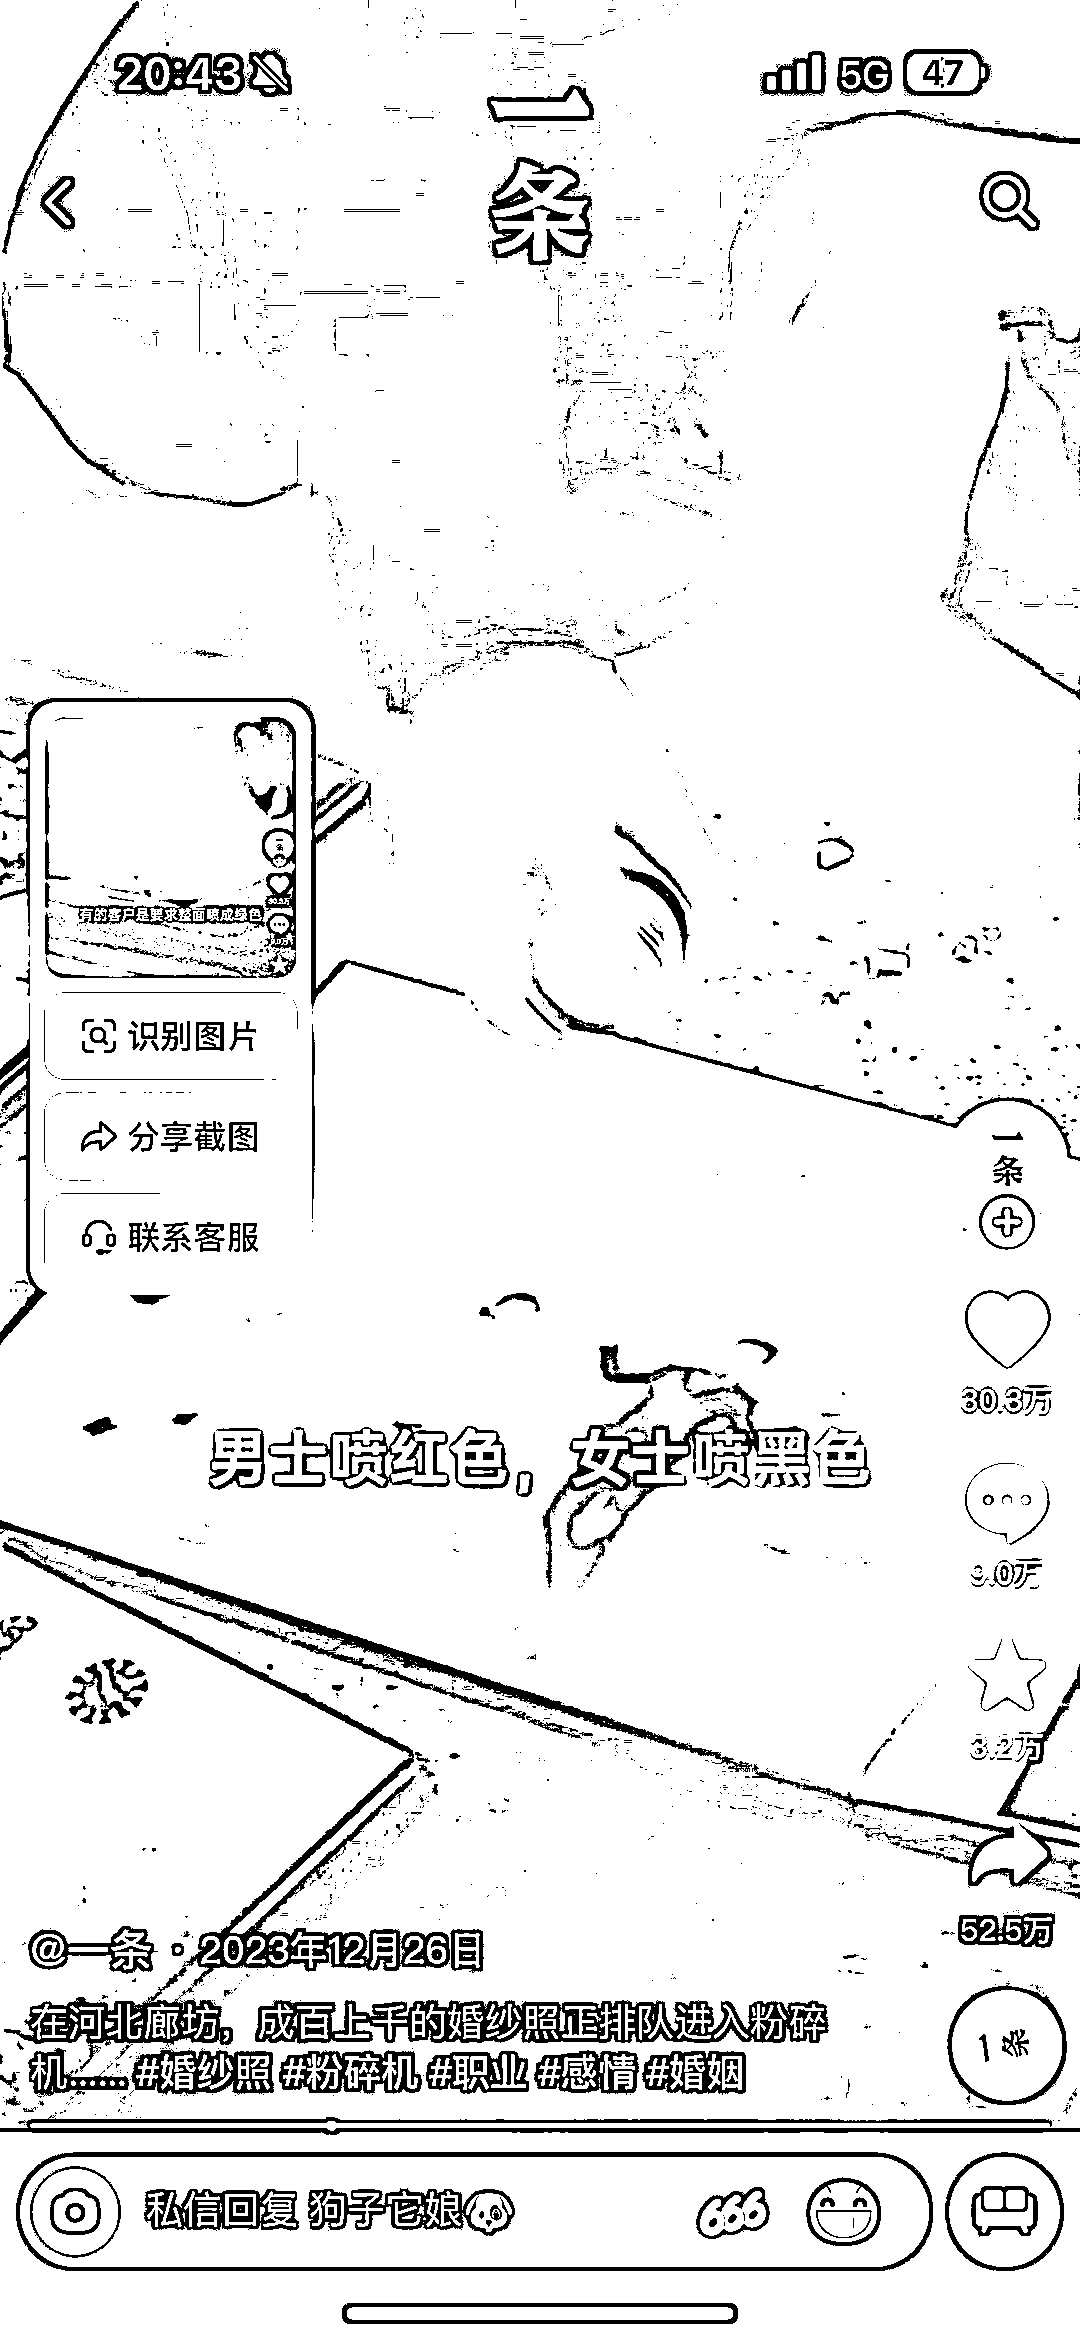 20:43
5G 47
一
条
有的客户是要求整面喷成绿色
识别图片
分享截图
联系客服
一
条
30.3万
男士喷红色，女士喷黑色
9.0万
3.2万
52.5万
@一条 · 2023年12月26日
在河北廊坊，成百上千的婚纱照正排队进入粉碎
机...... #婚纱照 #粉碎机 #职业 #感情 #婚姻
一条
私信回复 狗子它娘
666